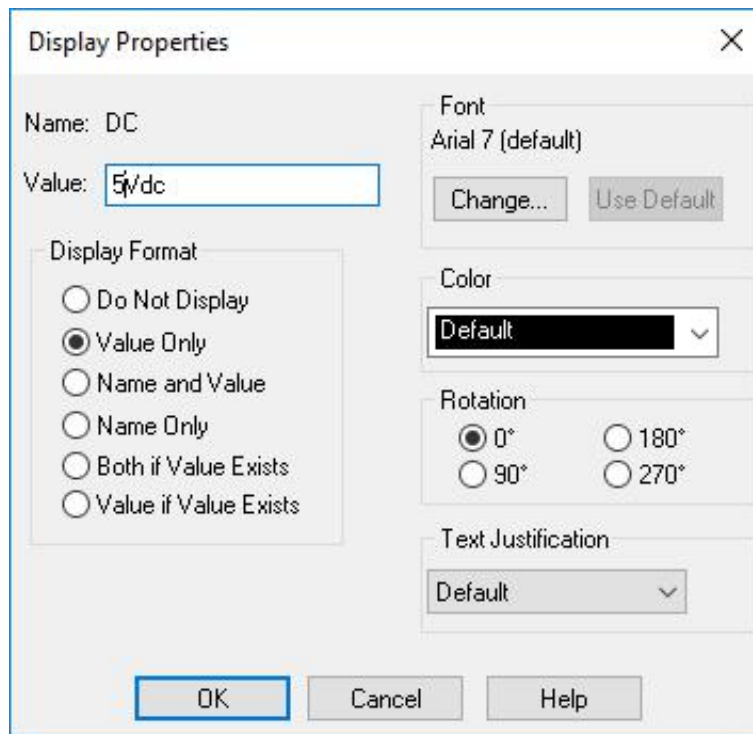 Display Properties
Name: DC
Value: 5Vdc
Display Format
Do Not Display
Value Only
Name and Value
Name Only
Both if Value Exists
Value if Value Exists
Font
Arial 7 (default)
Change...
Use Default
Color
Default
Rotation
0°
180°
90°
270°
Text Justification
Default
OK
Cancel
Help